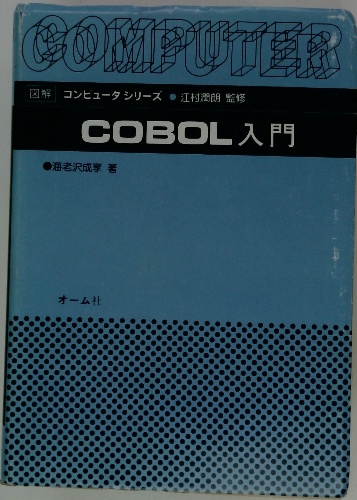 COMPUTER
図解 コンピュータシリーズ ● 江村潤朗 監修
COBOL入門
●海老沢成享 著
オーム社